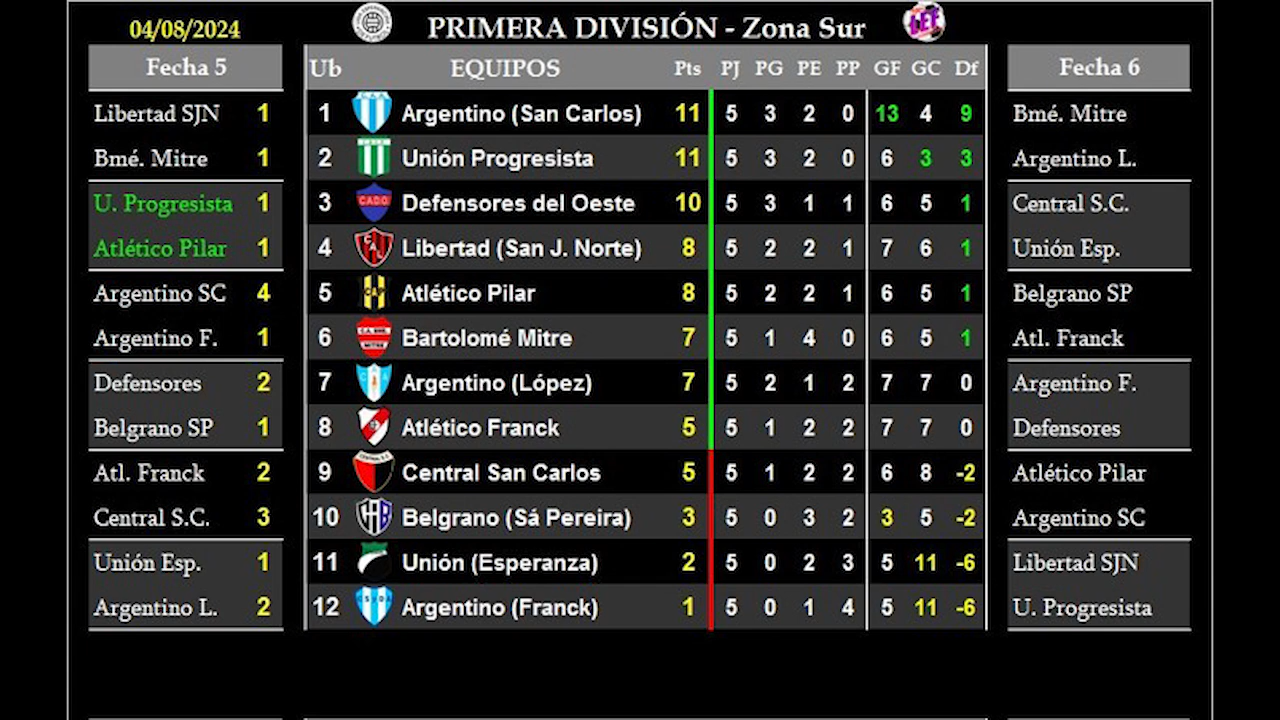 04/08/2024
PRIMERA DIVISIÓN - Zona Sur
LEF
Fecha 5
Libertad SJN 1
Bmé. Mitre 1
U. Progresista 1
Atlético Pilar 1
Argentino SC 4
Argentino F. 1
Defensores 2
Belgrano SP 1
Atl. Franck 2
Central S.C. 3
Unión Esp. 1
Argentino L. 2
Ub EQUIPOS Pts PJ PG PE PP GF GC Df
1 Argentino (San Carlos) 11 5 3 2 0 13 4 9
2 Unión Progresista 11 5 3 2 0 6 3 3
3 CADO Defensores del Oeste 10 5 3 1 1 6 5 1
4 CAL Libertad (San J. Norte) 8 5 2 2 1 7 6 1
5 CAP Atlético Pilar 8 5 2 2 1 6 5 1
6 C.A. BME. MITRE Bartolomé Mitre 7 5 1 4 0 6 5 1
7 Argentino (López) 7 5 2 1 2 7 7 0
8 Atlético Franck 5 5 1 2 2 7 7 0
9 Central San Carlos 5 5 1 2 2 6 8 -2
10 Belgrano (Sá Pereira) 3 5 0 3 2 3 5 -2
11 Unión (Esperanza) 2 5 0 2 3 5 11 -6
12 Argentino (Franck) 1 5 0 1 4 5 11 -6
Fecha 6
Bmé. Mitre
Argentino L.
Central S.C.
Unión Esp.
Belgrano SP
Atl. Franck
Argentino F.
Defensores
Atlético Pilar
Argentino SC
Libertad SJN
U. Progresista